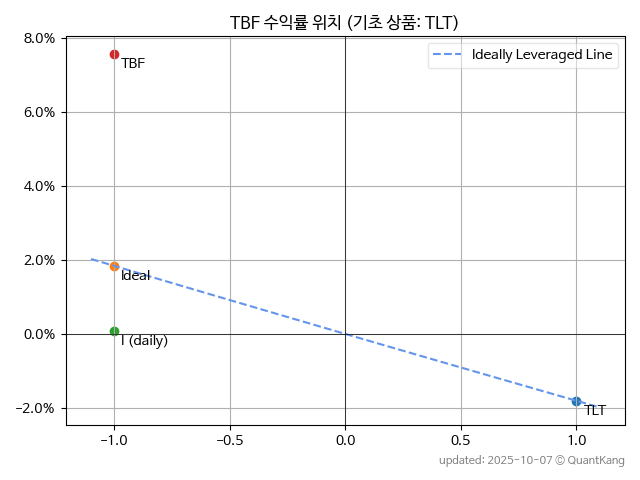 TBF 수익률 위치 (기초 상품: TLT)
8.0%
6.0%
4.0%
2.0%
0.0%
−2.0%
TBF
Ideal
I (daily)
TLT
Ideally Leveraged Line
−1.0
−0.5
0.0
0.5
1.0
updated: 2025-10-07 © QuantKang